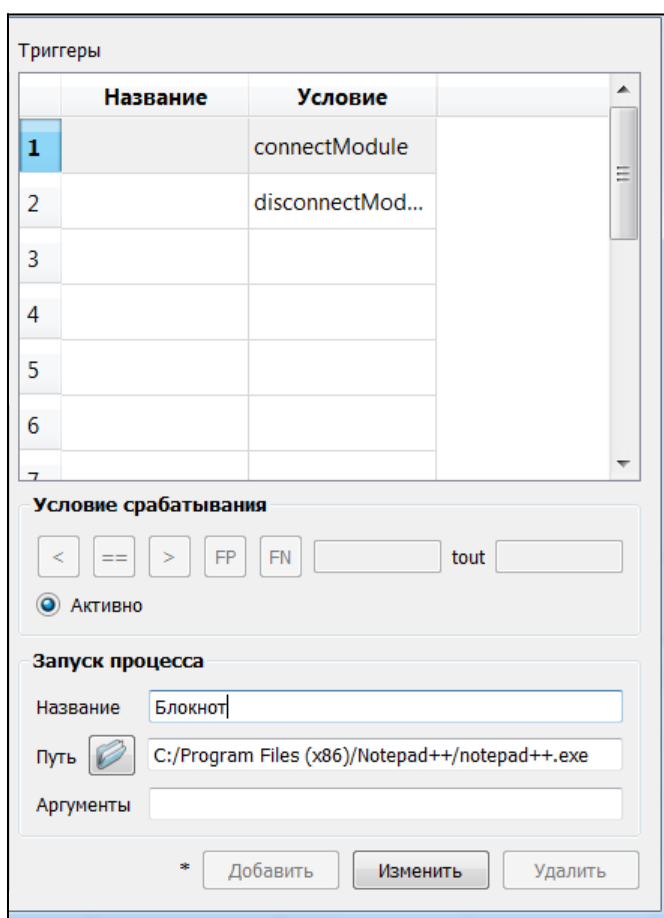 Триггеры
Название Условие
1 connectModule
2 disconnectMod...
3
4
5
6
7
Условие срабатывания
< == > FP FN tout
Активно
Запуск процесса
Название Блокнот
Путь C:/Program Files (x86)/Notepad++/notepad++.exe
Аргументы
* Добавить Изменить Удалить